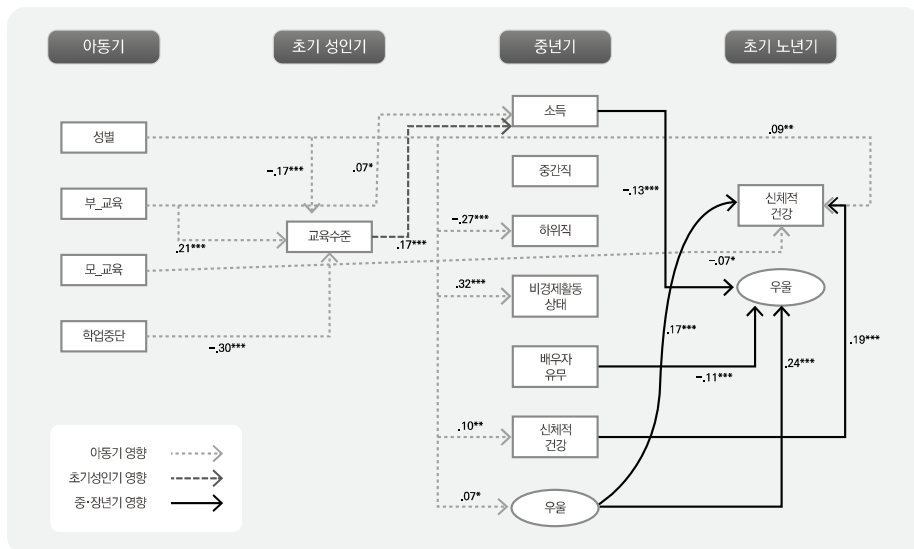 아동기
초기 성인기
중년기
초기 노년기
성별
부_교육
모_교육
학업중단
교육수준
소득
중간직
하위직
비경제활동
상태
배우자
유무
신체적
건강
우울
신체적
건강
우울
-.17***
.07*
.21***
.17***
-.30***
-.27***
.32***
.10**
.07*
-.13***
.09**
-.07*
.17***
-.11***
.24***
.19***
아동기 영향
초기성인기 영향
중·장년기 영향